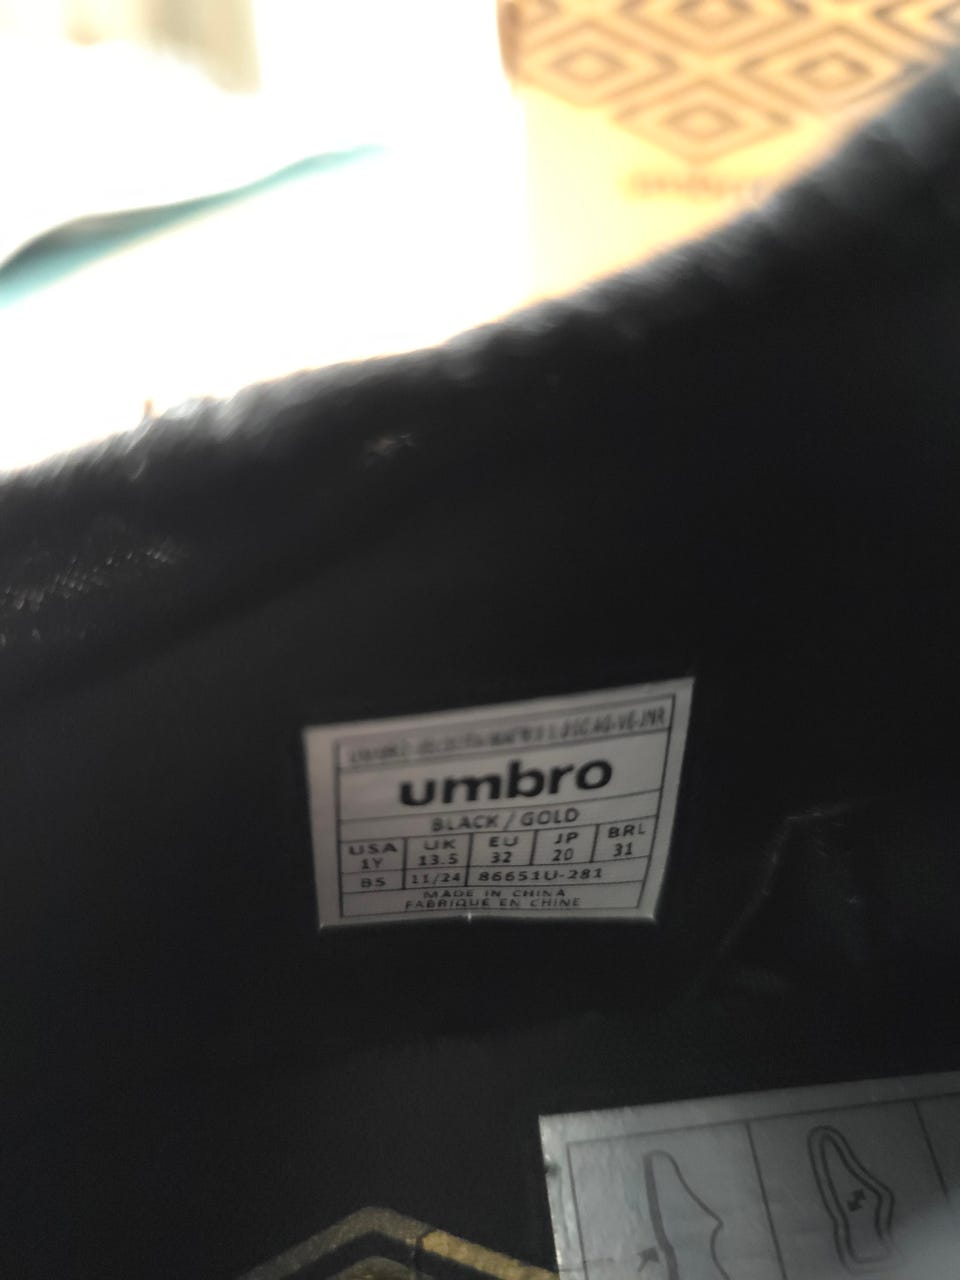 umbro
BLACK / GOLD
USA UK EU JP BRL
1Y 13.5 32 20 31
BS 11/24 86651U-281
MADE IN CHINA
FABRIQUE EN CHINE